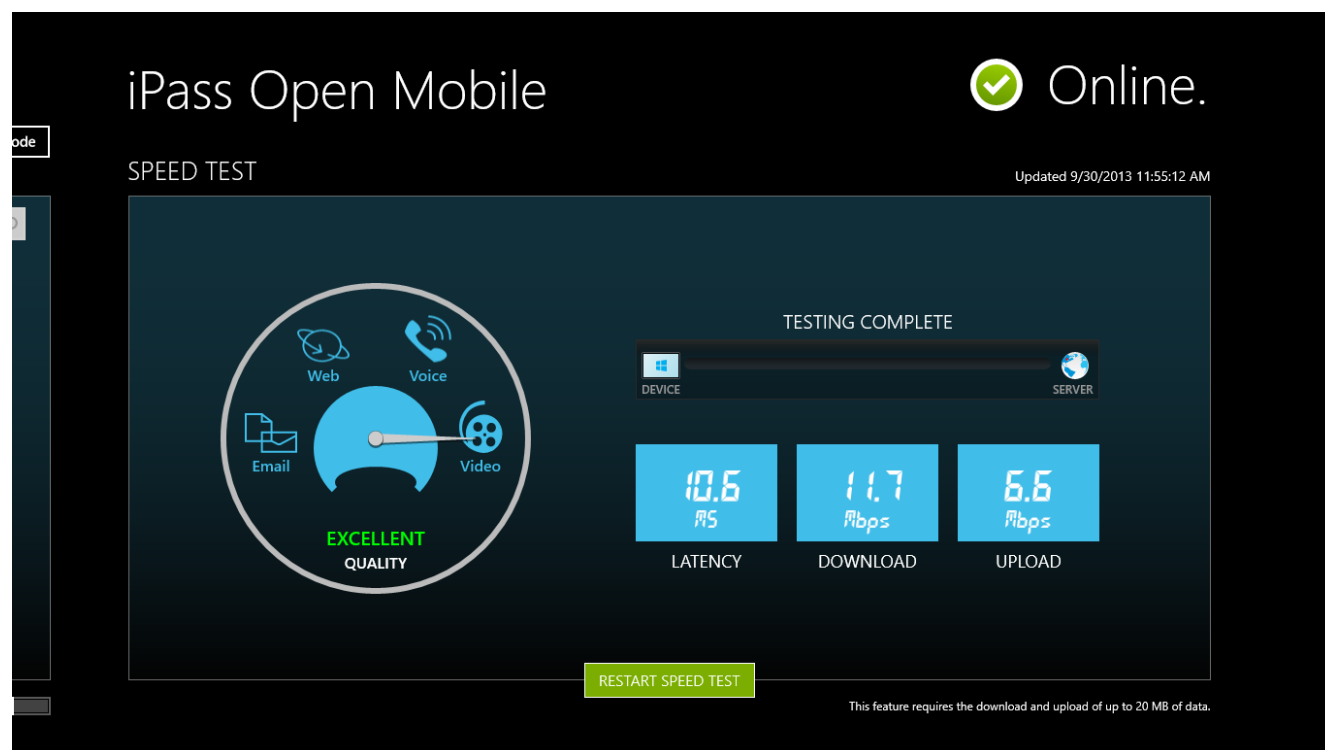 iPass Open Mobile
Online.
ode
SPEED TEST
Updated 9/30/2013 11:55:12 AM
TESTING COMPLETE
Web
Voice
DEVICE
SERVER
Email
Video
10.6
11.7
6.6
MS
Mbps
Mbps
EXCELLENT
QUALITY
LATENCY
DOWNLOAD
UPLOAD
RESTART SPEED TEST
This feature requires the download and upload of up to 20 MB of data.